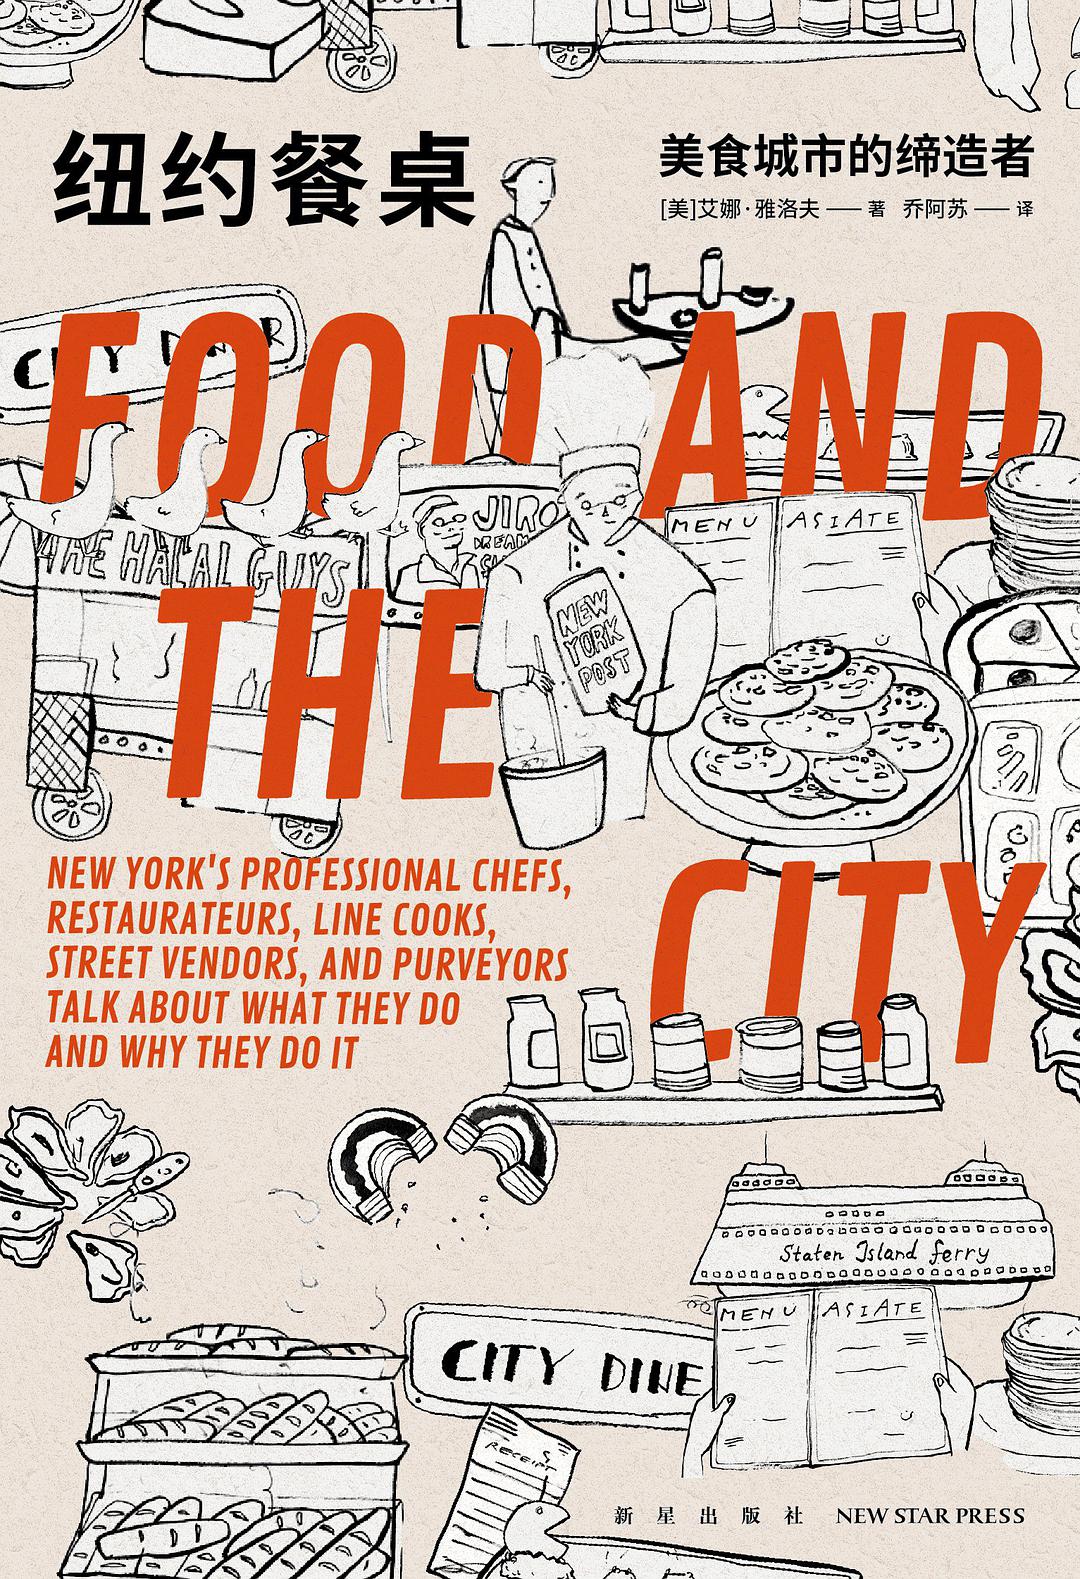 纽约餐桌
美食城市的缔造者
[美]艾娜·雅洛夫 —— 著 乔阿苏 —— 译
CITY DINER
FOOD AND
JIRO
DREAMS
MENU ASIATE
THE HALAL GUYS
THE
NEW
YORK
POST
NEW YORK'S PROFESSIONAL CHEFS,
RESTAURATEURS, LINE COOKS,
STREET VENDORS, AND PURVEYORS
TALK ABOUT WHAT THEY DO
AND WHY THEY DO IT
CITY
Staten Island ferry
MENU ASIATE
CITY DINE
RECEIPT
新星出版社 NEW STAR PRESS